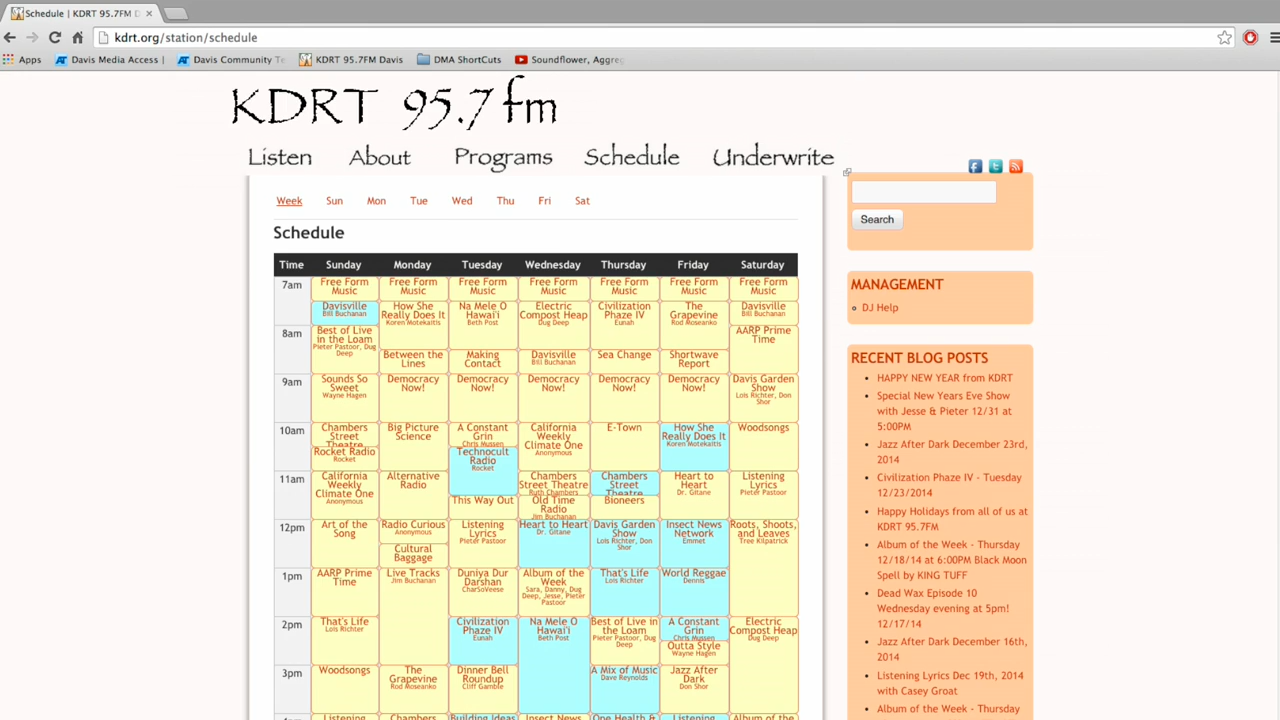 Schedule | KDRT 95.7FM D
kdrt.org/station/schedule
Apps
Davis Media Access |
Davis Community Te
KDRT 95.7FM Davis
DMA ShortCuts
Soundflower, Aggreg
KDRT 95.7 fm
Listen About Programs Schedule Underwrite
Week Sun Mon Tue Wed Thu Fri Sat
Schedule
Time Sunday Monday Tuesday Wednesday Thursday Friday Saturday
7am
Free Form
Music
Free Form
Music
Free Form
Music
Free Form
Music
Free Form
Music
Free Form
Music
Free Form
Music
Davisville
Bill Buchanan
How She
Really Does It
Koren Motekaitis
Na Mele O
Hawai'i
Beth Post
Electric
Compost Heap
Dug Deep
Civilization
Phaze IV
Eunah
The
Grapevine
Rod Moseanko
Davisville
Bill Buchanan
8am
Best of Live
in the Loam
Pieter Pastoor, Dug
Deep
Between the
Lines
Making
Contact
Davisville
Bill Buchanan
Sea Change
Shortwave
Report
AARP Prime
Time
9am
Sounds So
Sweet
Wayne Hagen
Democracy
Now!
Democracy
Now!
Democracy
Now!
Democracy
Now!
Democracy
Now!
Davis Garden
Show
Lois Richter, Don
Shor
10am
Chambers
Street
Theatre
Rocket Radio
Rocket
Big Picture
Science
A Constant
Grin
Chris Mussen
Technocult
Radio
Rocket
California
Weekly
Climate One
Anonymous
E-Town
How She
Really Does It
Koren Motekaitis
Woodsongs
11am
California
Weekly
Climate One
Anonymous
Alternative
Radio
This Way Out
Chambers
Street Theatre
Ruth Chambers
Old Time
Radio
Jim Buchanan
Chambers
Street
Theatre
Bioneers
Heart to
Heart
Dr. Gitane
Listening
Lyrics
Pieter Pastoor
12pm
Art of the
Song
Radio Curious
Anonymous
Cultural
Baggage
Listening
Lyrics
Pieter Pastoor
Heart to Heart
Dr. Gitane
Davis Garden
Show
Lois Richter, Don
Shor
Insect News
Network
Emmet
Roots, Shoots,
and Leaves
Tree Kilpatrick
1pm
AARP Prime
Time
Live Tracks
Jim Buchanan
Duniya Dur
Darshan
CharSoVeese
Album of the
Week
Sara, Danny, Dug
Deep, Jesse, Pieter
Pastoor
That's Life
Lois Richter
World Reggae
Dennis
2pm
That's Life
Lois Richter
Civilization
Phaze IV
Eunah
Na Mele O
Hawai'i
Beth Post
Best of Live in
the Loam
Pieter Pastoor, Dug
Deep
A Constant
Grin
Chris Mussen
Outta Style
Wayne Hagen
Electric
Compost Heap
Dug Deep
3pm
Woodsongs
The
Grapevine
Rod Moseanko
Dinner Bell
Roundup
Cliff Gamble
A Mix of Music
Dave Reynolds
Jazz After
Dark
Don Shor
Listening
Chambers
Building Ideas
Insect News
One Health &
Listening
Album of the
Search
MANAGEMENT
DJ Help
RECENT BLOG POSTS
HAPPY NEW YEAR from KDRT
Special New Years Eve Show
with Jesse & Pieter 12/31 at
5:00PM
Jazz After Dark December 23rd,
2014
Civilization Phaze IV - Tuesday
12/23/2014
Happy Holidays from all of us at
KDRT 95.7FM
Album of the Week - Thursday
12/18/14 at 6:00PM Black Moon
Spell by KING TUFF
Dead Wax Episode 10
Wednesday evening at 5pm!
12/17/14
Jazz After Dark December 16th,
2014
Listening Lyrics Dec 19th, 2014
with Casey Groat
Album of the Week - Thursday